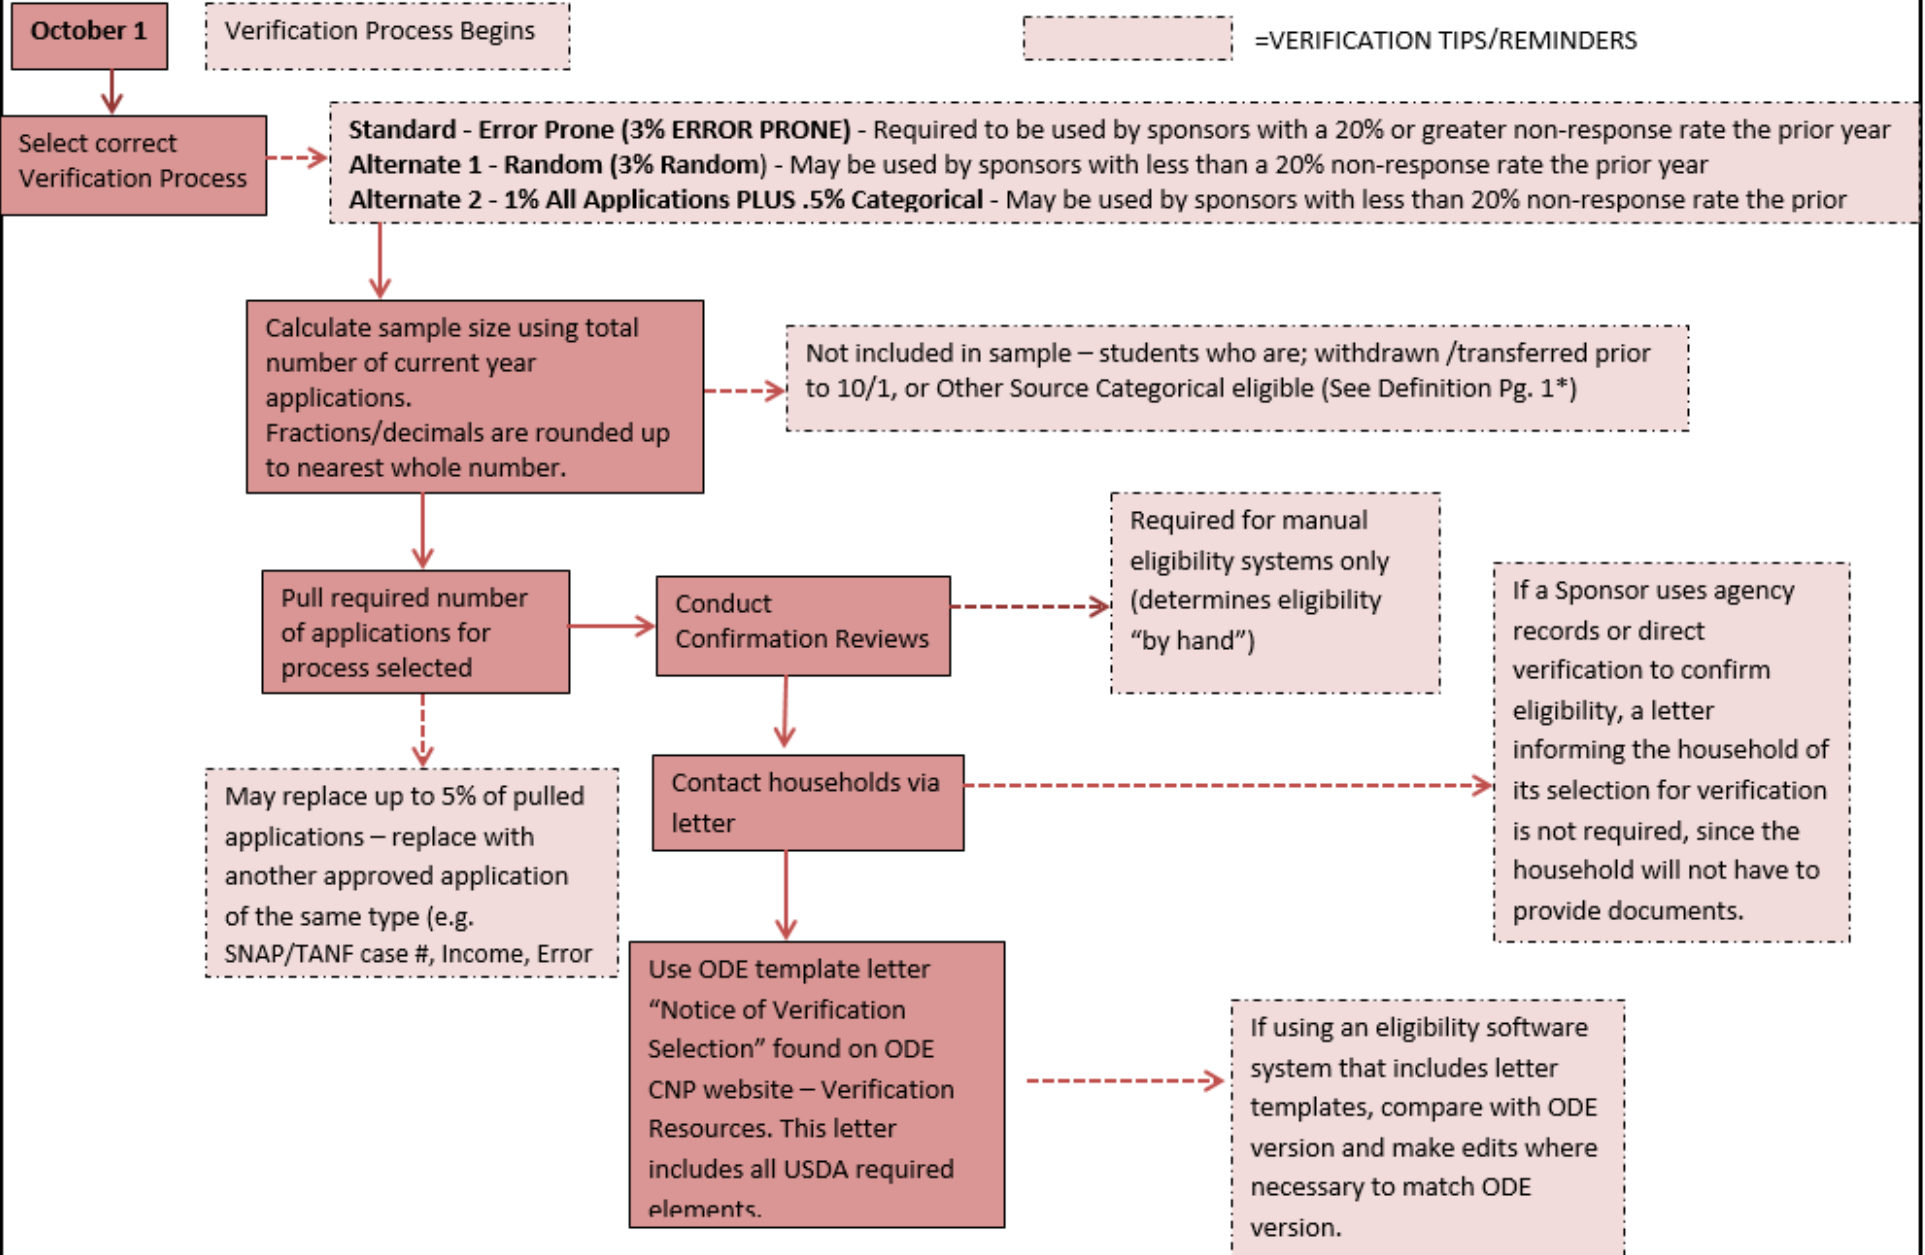 October 1
Verification Process Begins
=VERIFICATION TIPS/REMINDERS
Select correct
Verification Process
Standard - Error Prone (3% ERROR PRONE) - Required to be used by sponsors with a 20% or greater non-response rate the prior year
Alternate 1 - Random (3% Random) - May be used by sponsors with less than a 20% non-response rate the prior year
Alternate 2 - 1% All Applications PLUS .5% Categorical - May be used by sponsors with less than 20% non-response rate the prior
Calculate sample size using total
number of current year
applications.
Fractions/decimals are rounded up
to nearest whole number.
Not included in sample – students who are; withdrawn /transferred prior
to 10/1, or Other Source Categorical eligible (See Definition Pg. 1*)
Pull required number
of applications for
process selected
Conduct
Confirmation Reviews
Required for manual
eligibility systems only
(determines eligibility
“by hand”)
If a Sponsor uses agency
records or direct
verification to confirm
eligibility, a letter
informing the household of
its selection for verification
is not required, since the
household will not have to
provide documents.
May replace up to 5% of pulled
applications – replace with
another approved application
of the same type (e.g.
SNAP/TANF case #, Income, Error
Contact households via
letter
Use ODE template letter
“Notice of Verification
Selection” found on ODE
CNP website – Verification
Resources. This letter
includes all USDA required
elements.
If using an eligibility software
system that includes letter
templates, compare with ODE
version and make edits where
necessary to match ODE
version.